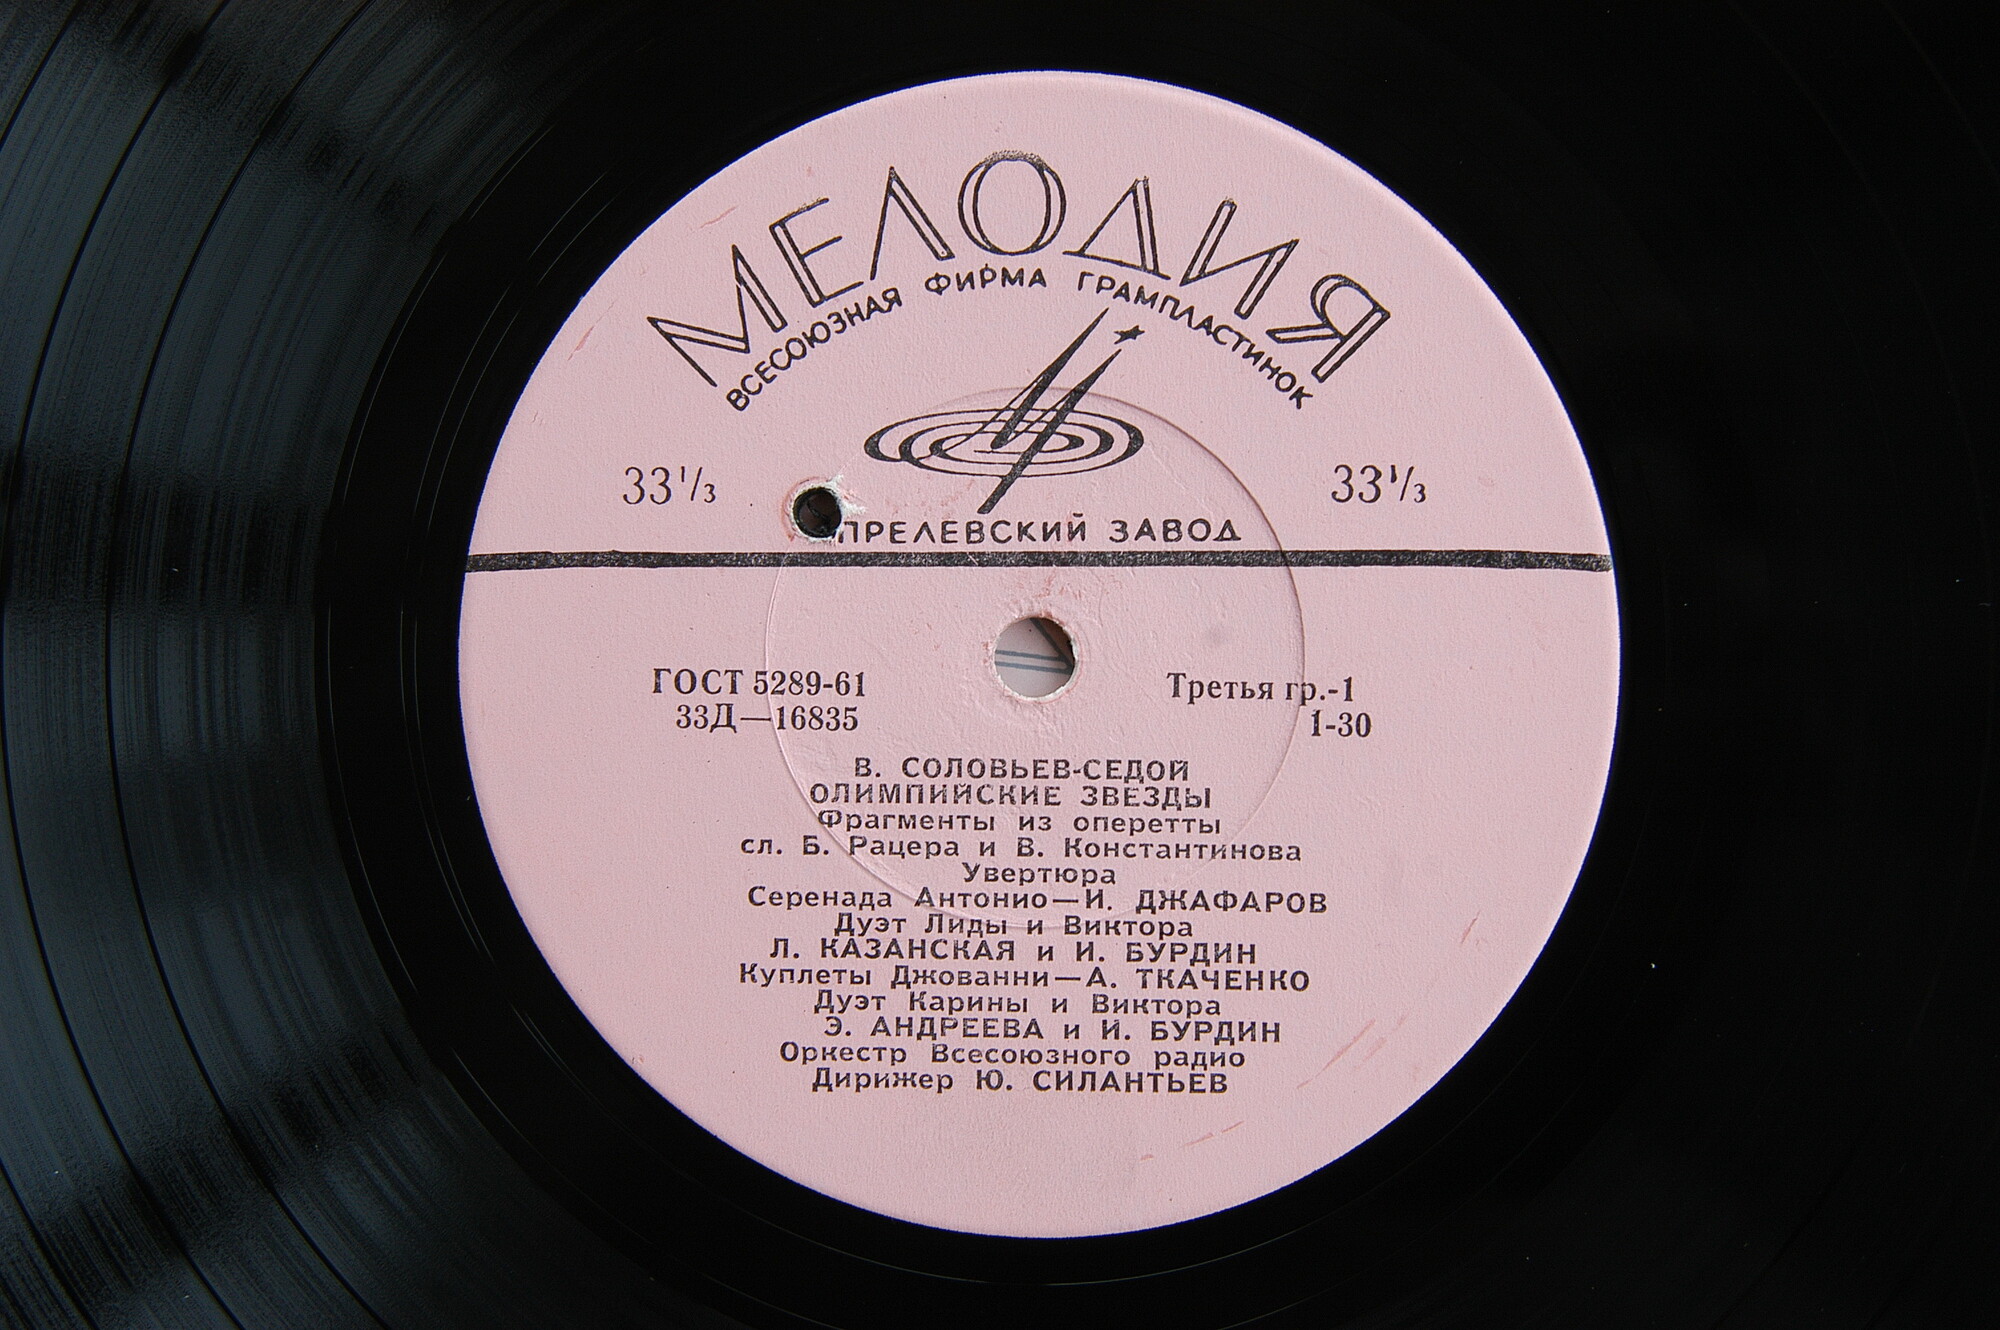 МЕЛОДИЯ
ВСЕСОЮЗНАЯ ФИРМА ГРАМПЛАСТИНОК
33⅓ 33⅓
ПРЕЛЕВСКИЙ ЗАВОД
ГОСТ 5289-61 Третья гр.-1
33Д—16835 1-30
В. СОЛОВЬЕВ-СЕДОЙ
ОЛИМПИЙСКИЕ ЗВЕЗДЫ
Фрагменты из оперетты
сл. Б. Рацера и В. Константинова
Увертюра
Серенада Антонио—И. ДЖАФАРОВ
Дуэт Лиды и Виктора
Л. КАЗАНСКАЯ и И. БУРДИН
Куплеты Джованни—А. ТКАЧЕНКО
Дуэт Карины и Виктора
Э. АНДРЕЕВА и И. БУРДИН
Оркестр Всесоюзного радио
Дирижер Ю. СИЛАНТЬЕВ